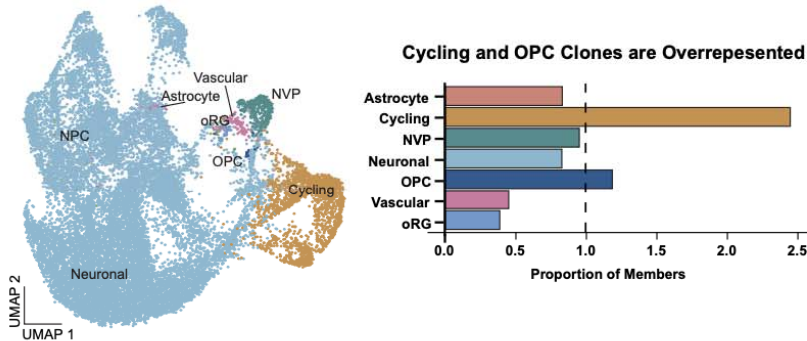 Vascular
Astrocyte
NVP
oRG
NPC
OPC
Cycling
Neuronal
UMAP 2
UMAP 1
Cycling and OPC Clones are Overrepesented
Astrocyte
Cycling
NVP
Neuronal
OPC
Vascular
oRG
0.0 0.5 1.0 1.5 2.0 2.5
Proportion of Members